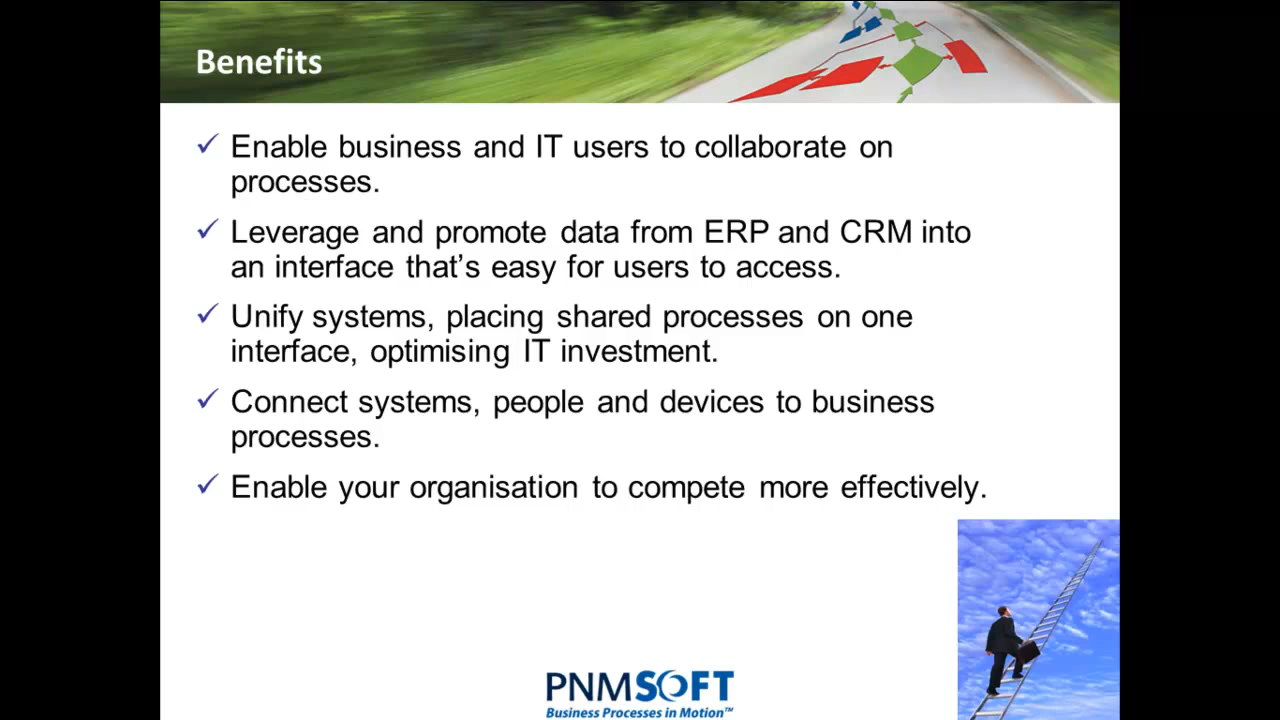 Benefits
✓ Enable business and IT users to collaborate on
processes.
✓ Leverage and promote data from ERP and CRM into
an interface that’s easy for users to access.
✓ Unify systems, placing shared processes on one
interface, optimising IT investment.
✓ Connect systems, people and devices to business
processes.
✓ Enable your organisation to compete more effectively.
PNMSOFT
Business Processes in Motion™